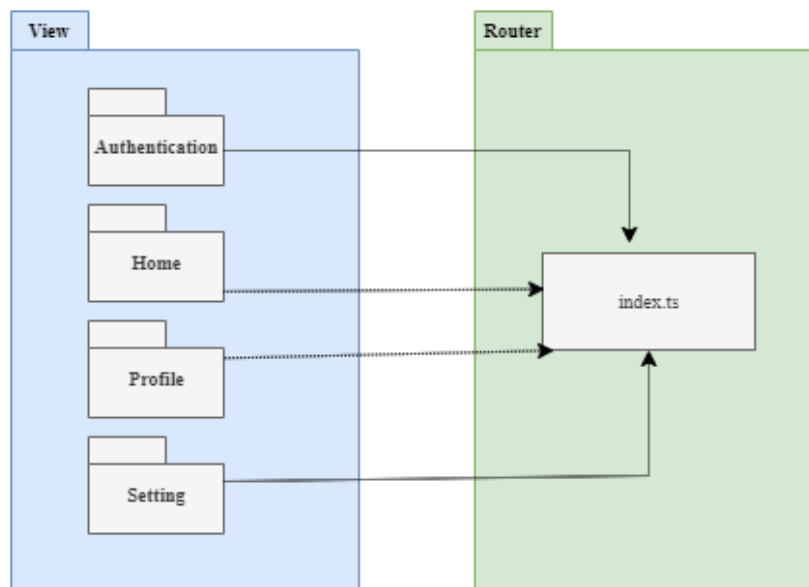 View
Router
Authentication
Home
index.ts
Profile
Setting